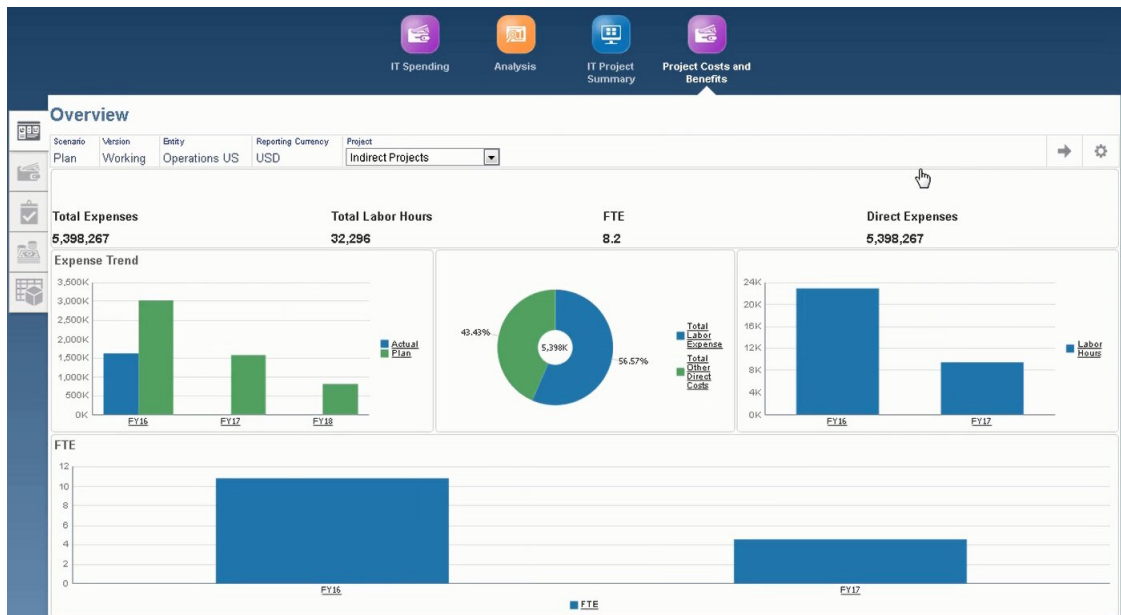 IT Spending
Analysis
IT Project
Summary
Project Costs and
Benefits
Overview
Scenario Version Entity Reporting Currency Project
Plan Working Operations US USD Indirect Projects
Total Expenses Total Labor Hours FTE Direct Expenses
5,398,267 32,296 8.2 5,398,267
Expense Trend
3,500K
3,000K
2,500K
2,000K
1,500K
1,000K
500K
0K
FY16 FY17 FY18
Actual
Plan
43.43%
5,398K
56.57%
Total
Labor
Expense
Total
Other
Direct
Costs
24K
20K
16K
12K
8K
4K
0K
FY16 FY17
Labor
Hours
FTE
12
10
8
6
4
2
0
FY16 FY17
FTE